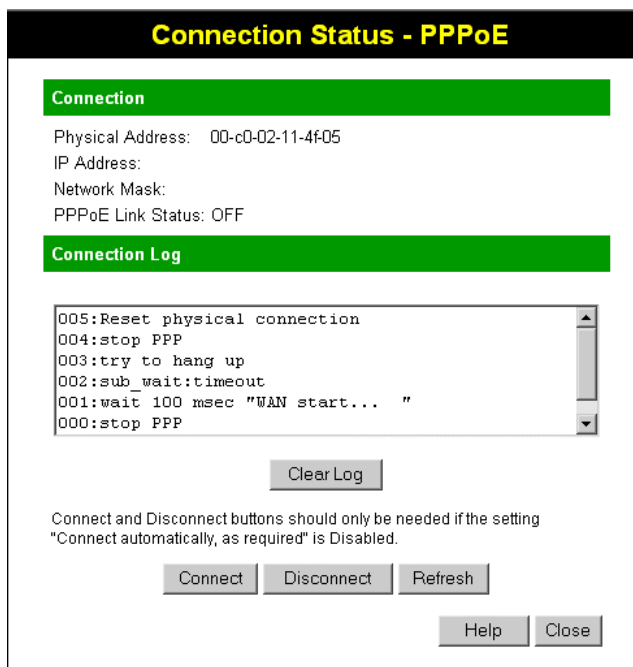 Connection Status - PPPoE
Connection
Physical Address: 00-c0-02-11-4f-05
IP Address:
Network Mask:
PPPoE Link Status: OFF
Connection Log
005:Reset physical connection
004:stop PPP
003:try to hang up
002:sub_wait:timeout
001:wait 100 msec "WAN start... "
000:stop PPP
Clear Log
Connect and Disconnect buttons should only be needed if the setting
"Connect automatically, as required" is Disabled.
Connect Disconnect Refresh
Help Close